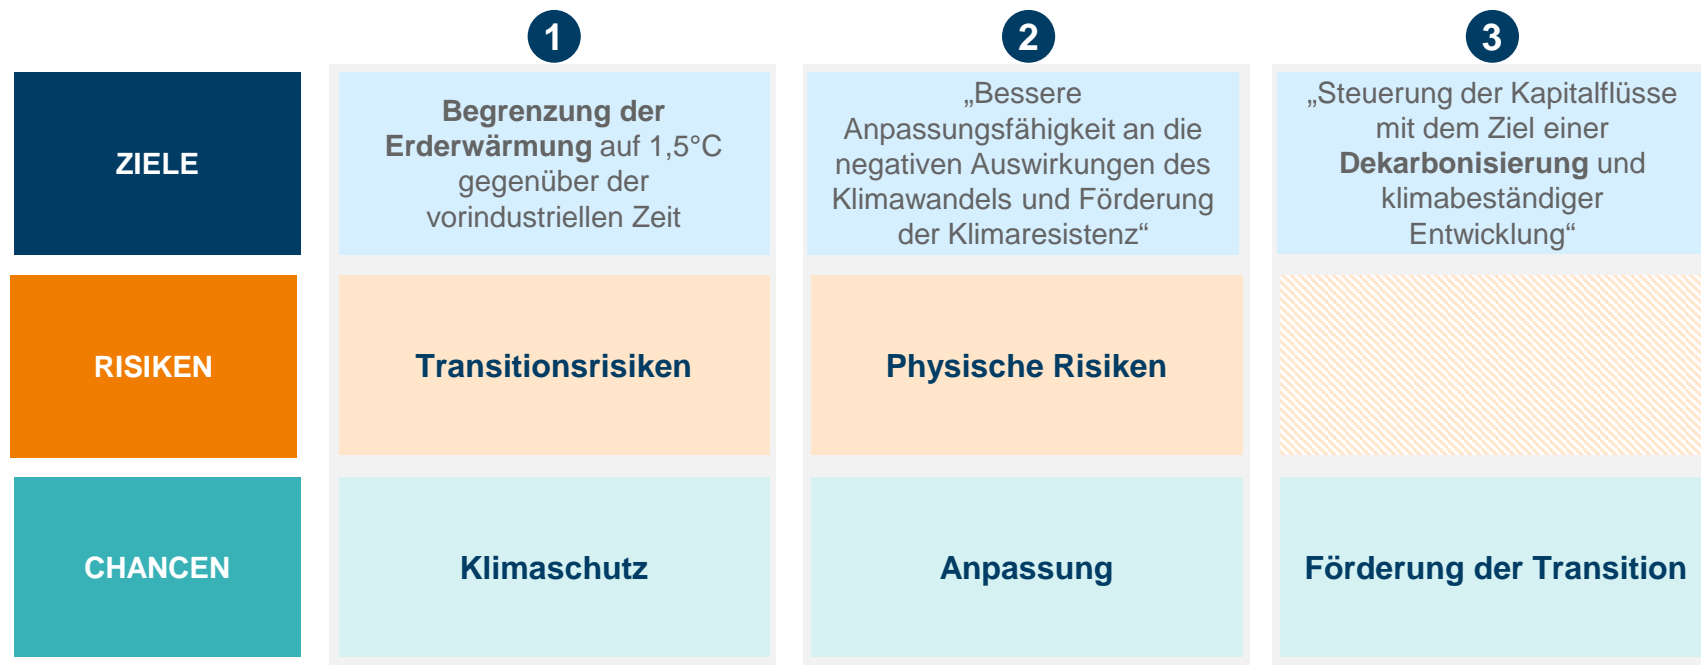 1
2
3
ZIELE
Begrenzung der
Erderwärmung auf 1,5°C
gegenüber der
vorindustriellen Zeit
„Bessere
Anpassungsfähigkeit an die
negativen Auswirkungen des
Klimawandels und Förderung
der Klimaresistenz“
„Steuerung der Kapitalflüsse
mit dem Ziel einer
Dekarbonisierung und
klimabeständiger
Entwicklung“
RISIKEN
Transitionsrisiken
Physische Risiken
CHANCEN
Klimaschutz
Anpassung
Förderung der Transition